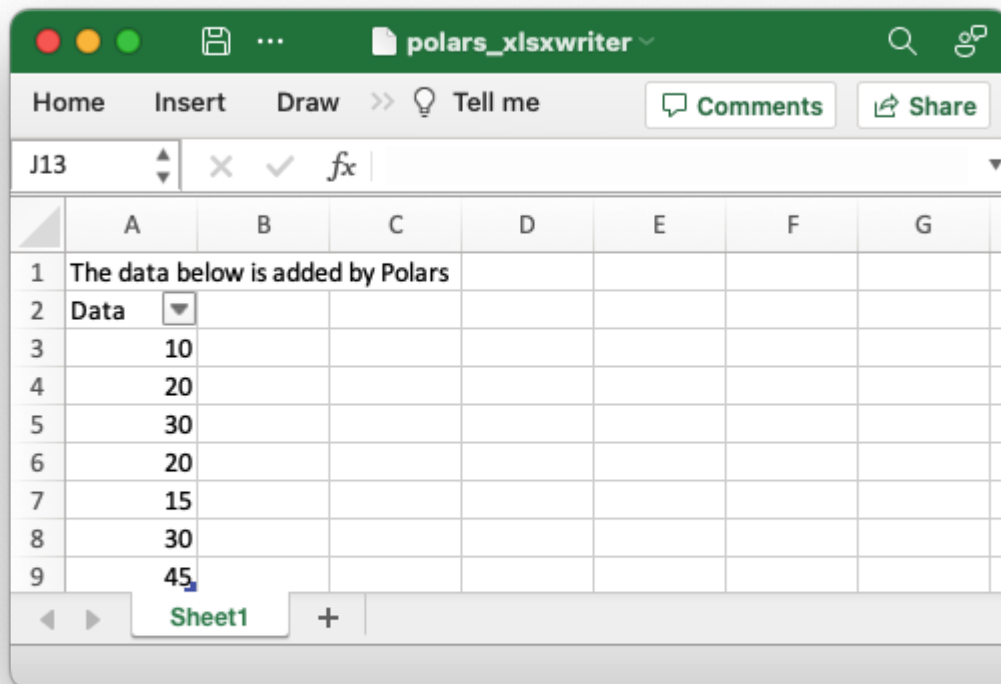 polars_xlsxwriter
Home Insert Draw >> Tell me Comments Share
J13 fx
A B C D E F G
1 The data below is added by Polars
2 Data
3 10
4 20
5 30
6 20
7 15
8 30
9 45
Sheet1 +